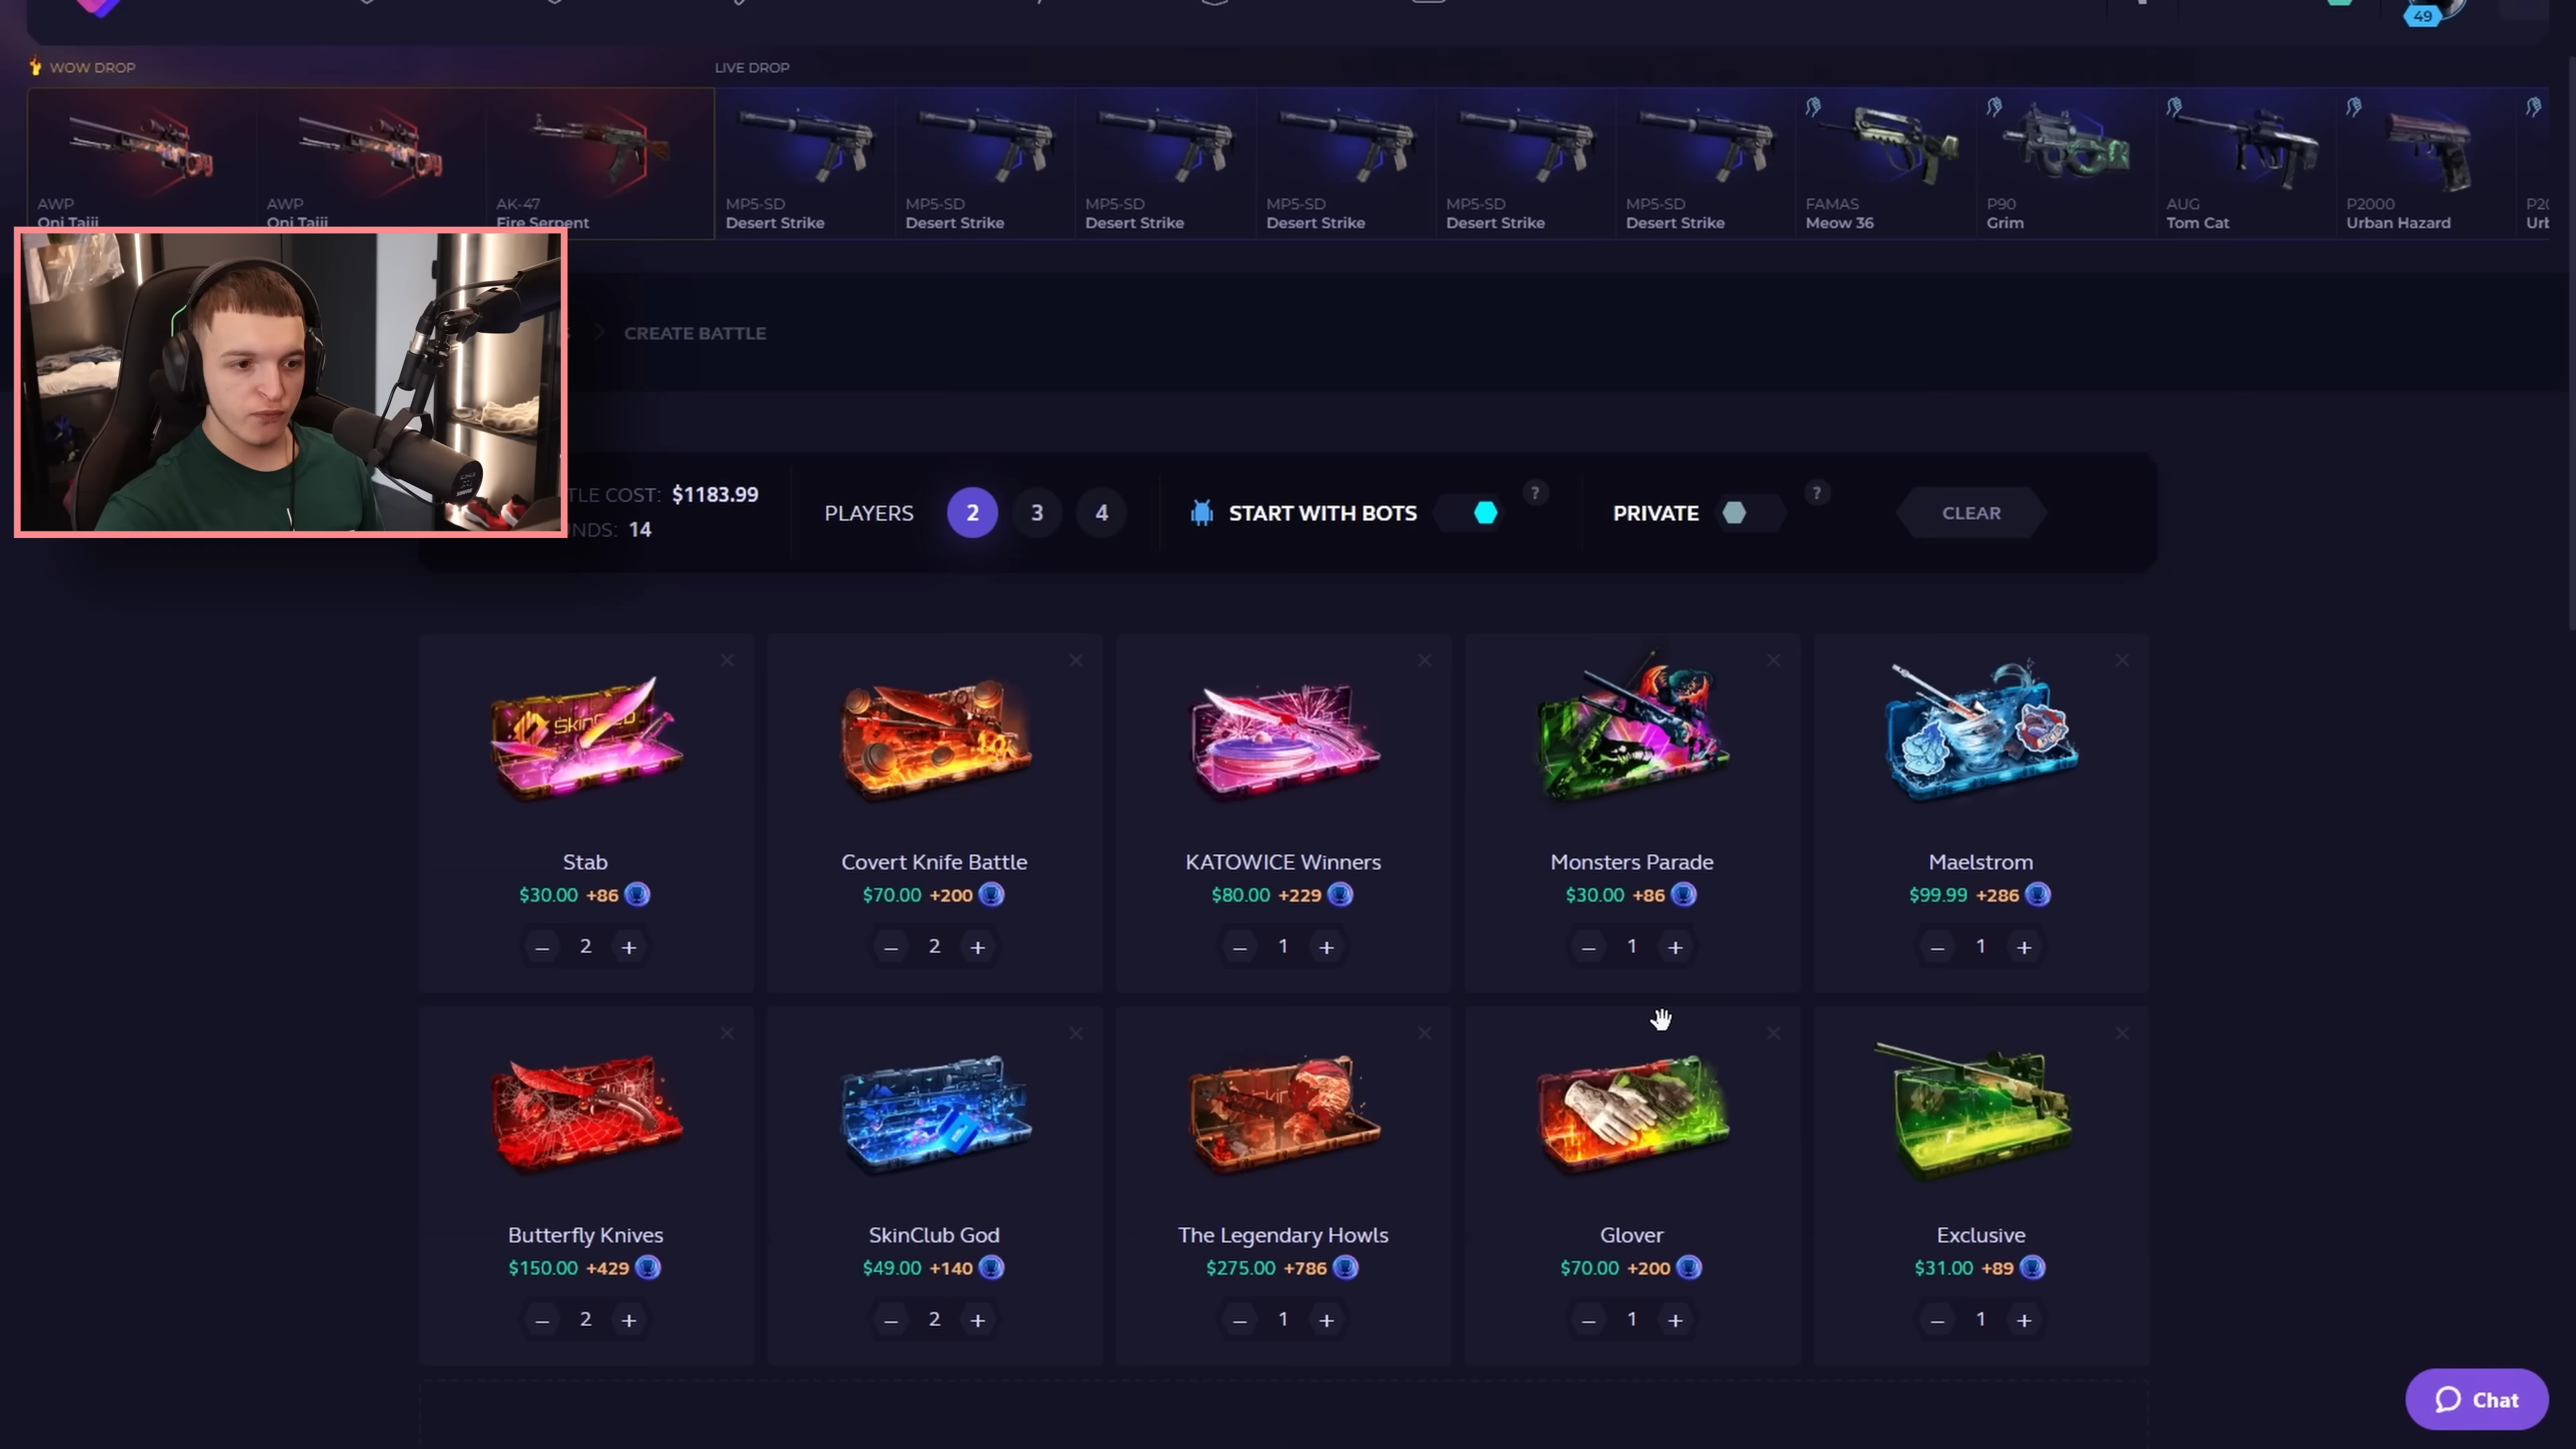 49
WOW DROP
LIVE DROP
AWP
Oni Taiji
AWP
Oni Taiji
AK-47
Fire Serpent
MP5-SD
Desert Strike
MP5-SD
Desert Strike
MP5-SD
Desert Strike
MP5-SD
Desert Strike
MP5-SD
Desert Strike
MP5-SD
Desert Strike
FAMAS
Meow 36
P90
Grim
AUG
Tom Cat
P2000
Urban Hazard
CREATE BATTLE
COST: $1183.99
14
PLAYERS 2 3 4
START WITH BOTS ?
PRIVATE ?
CLEAR
Stab
$30.00 +86
– 2 +
Covert Knife Battle
$70.00 +200
– 2 +
KATOWICE Winners
$80.00 +229
– 1 +
Monsters Parade
$30.00 +86
– 1 +
Maelstrom
$99.99 +286
– 1 +
Butterfly Knives
$150.00 +429
– 2 +
SkinClub God
$49.00 +140
– 2 +
The Legendary Howls
$275.00 +786
– 1 +
Glover
$70.00 +200
– 1 +
Exclusive
$31.00 +89
– 1 +
Chat